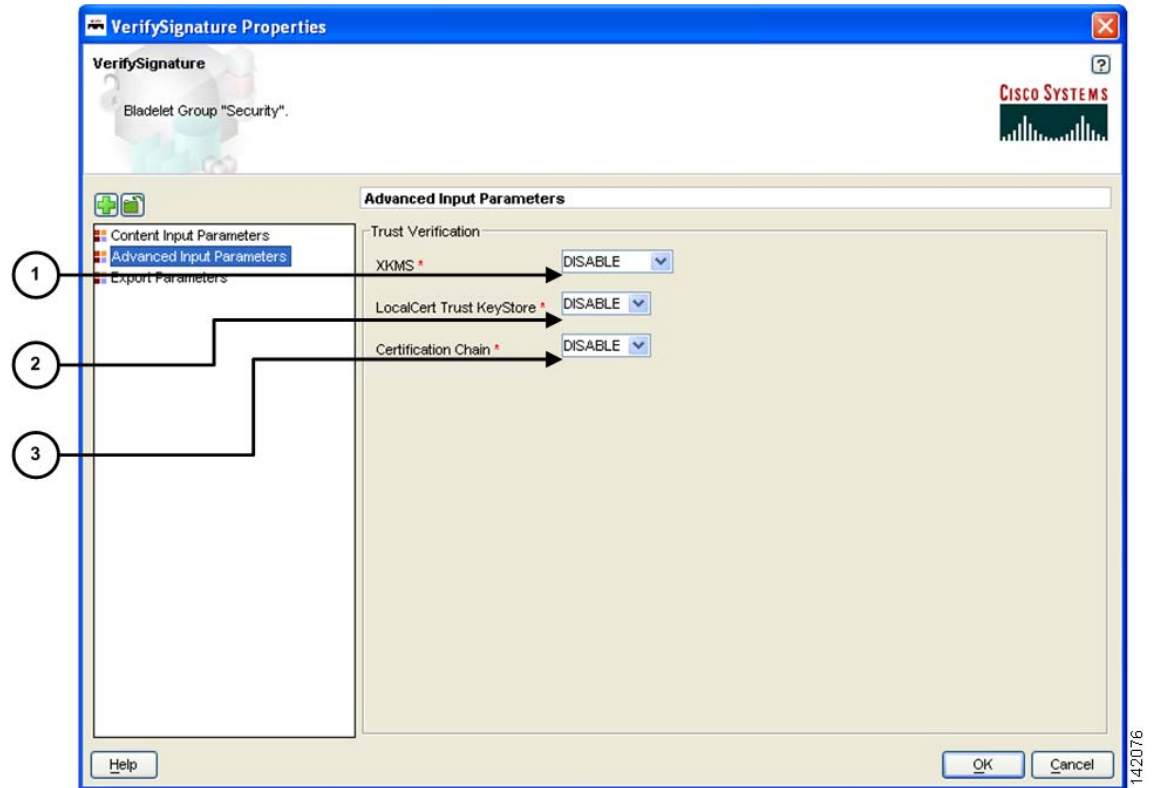 VerifySignature Properties
VerifySignature
?
Bladelet Group "Security".
CISCO SYSTEMS
Advanced Input Parameters
Content Input Parameters
Advanced Input Parameters
Export Parameters
Trust Verification
XKMS *
DISABLE
LocalCert Trust KeyStore *
DISABLE
Certification Chain *
DISABLE
1
2
3
Help
OK
Cancel
142076